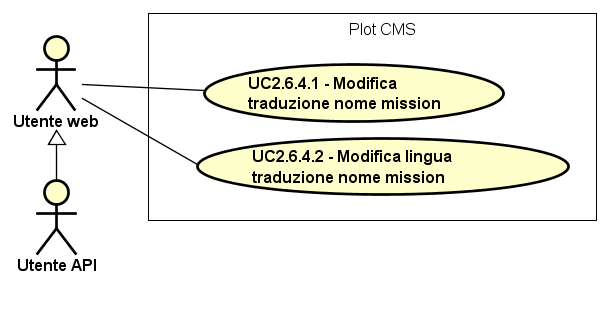 Plot CMS
UC2.6.4.1 - Modifica
traduzione nome mission
Utente web
UC2.6.4.2 - Modifica lingua
traduzione nome mission
Utente API